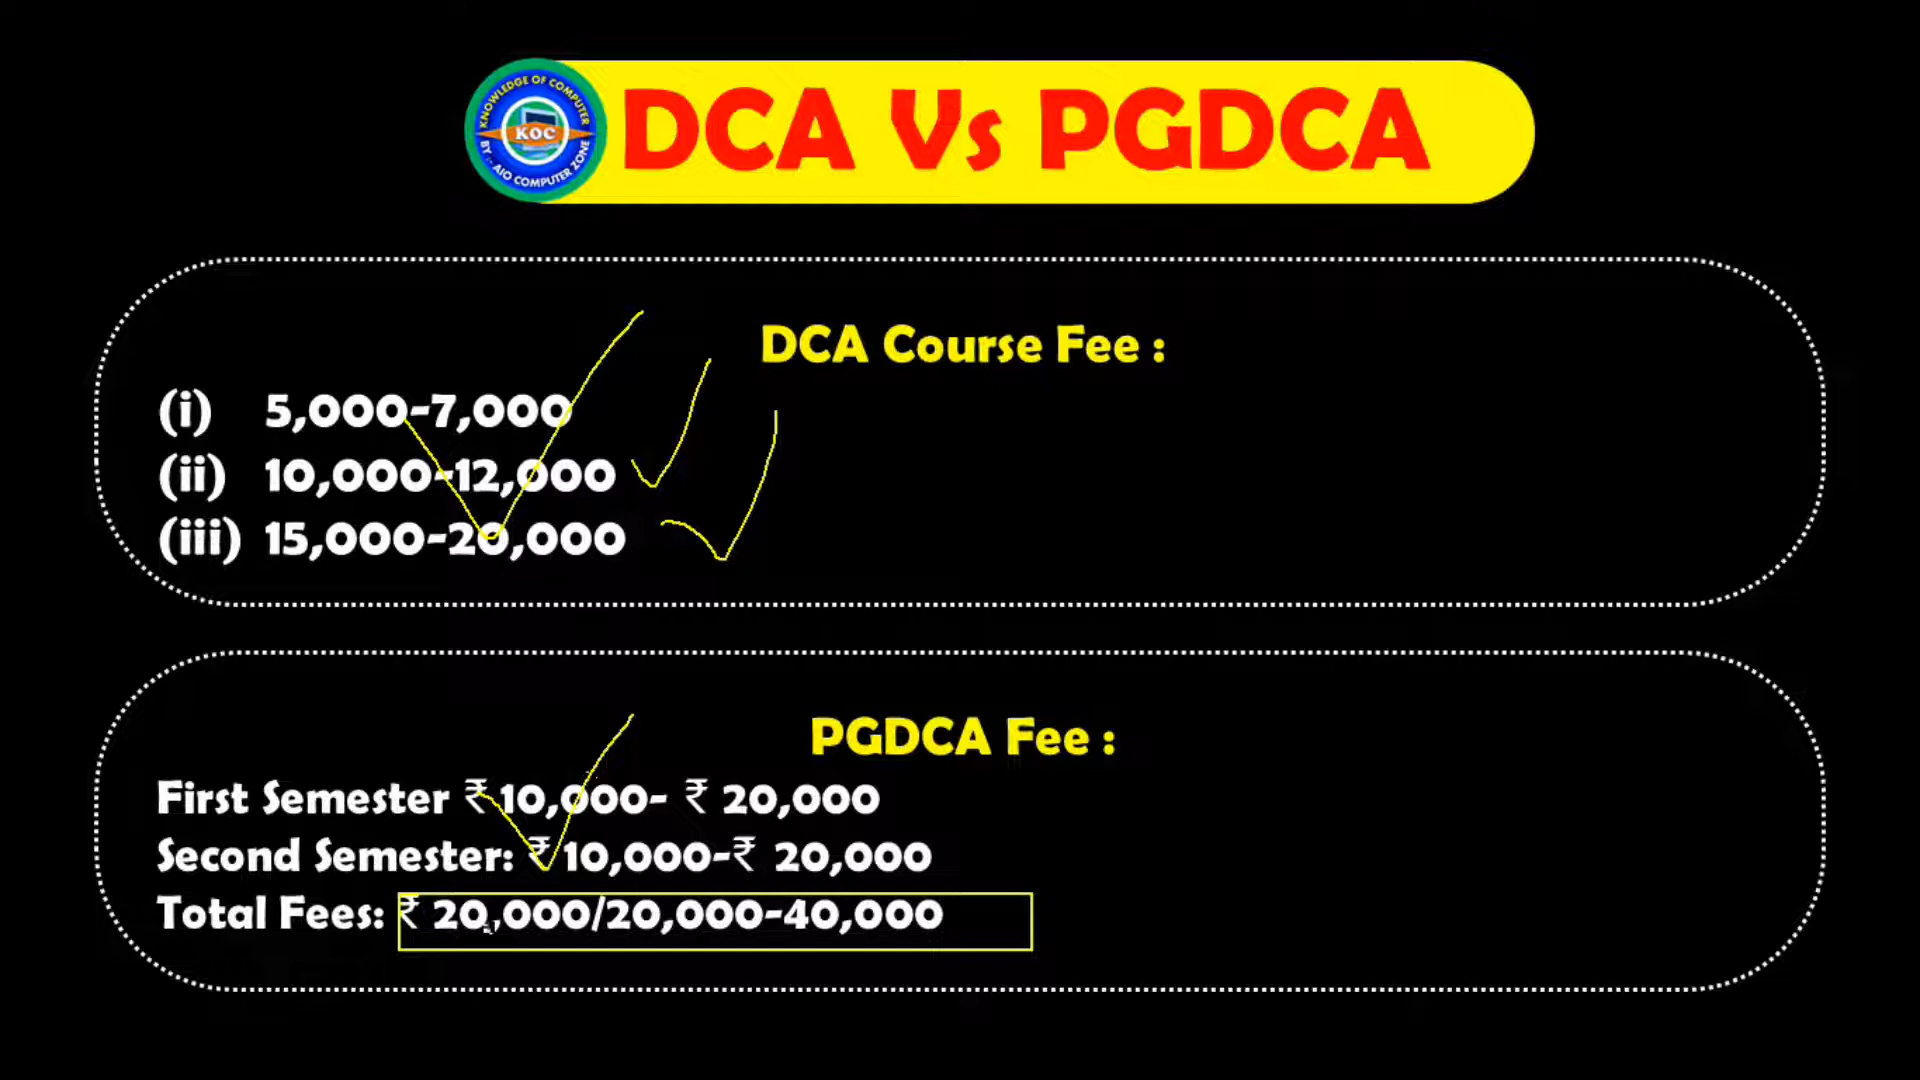 KNOWLEDGE OF COMPUTER
KOC
BY :- AIO COMPUTER ZONE
DCA Vs PGDCA
DCA Course Fee :
(i) 5,000-7,000
(ii) 10,000-12,000
(iii) 15,000-20,000
PGDCA Fee :
First Semester ₹ 10,000- ₹ 20,000
Second Semester: ₹ 10,000-₹ 20,000
Total Fees: ₹ 20,000/20,000-40,000